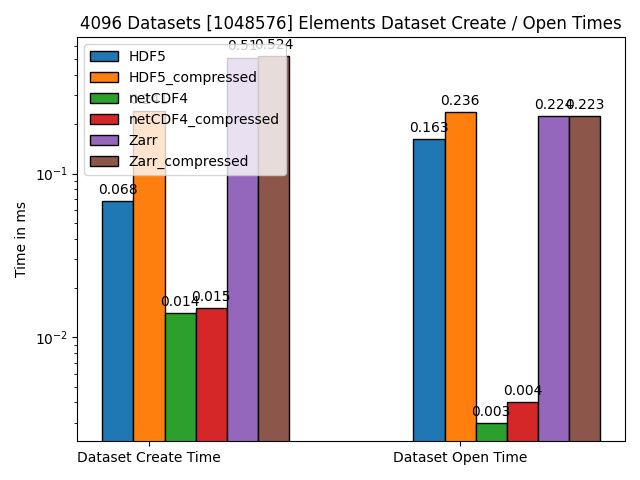 4096 Datasets [1048576] Elements Dataset Create / Open Times
HDF5
HDF5_compressed
netCDF4
netCDF4_compressed
Zarr
Zarr_compressed
0.068
0.014
0.015
0.51
0.524
0.163
0.236
0.003
0.004
0.224
0.223
10⁻¹
10⁻²
Time in ms
Dataset Create Time
Dataset Open Time